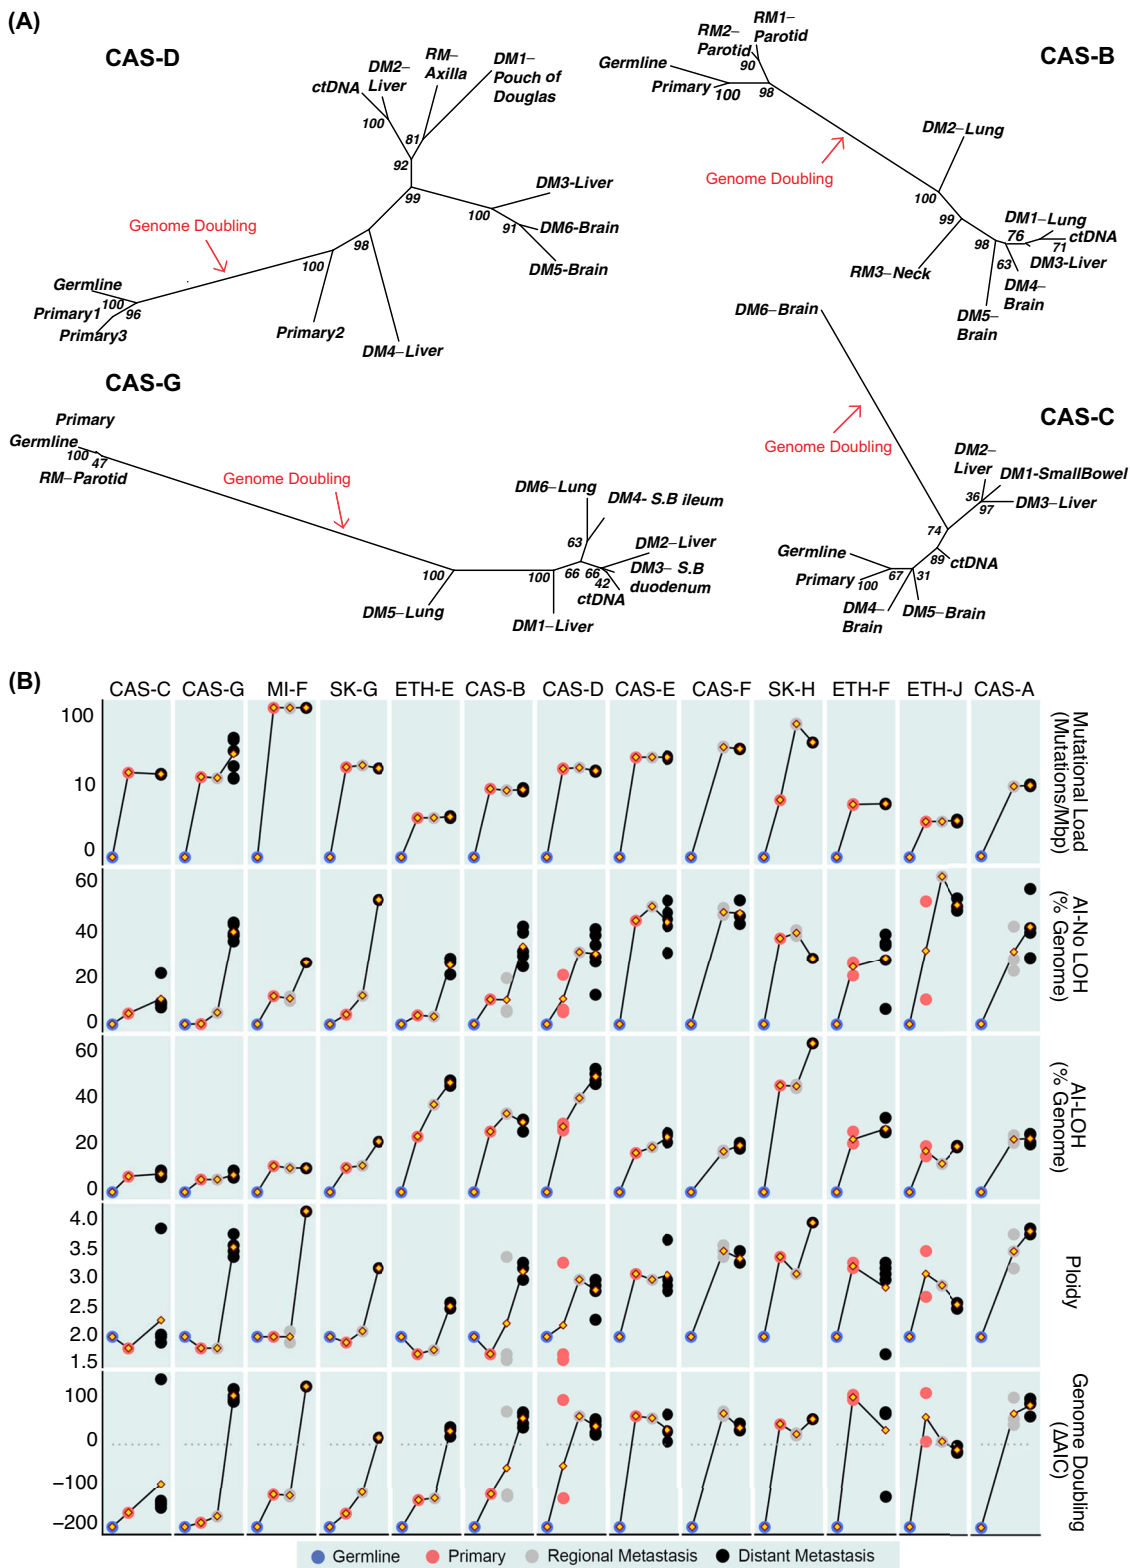 (A)
CAS-D
ctDNA
DM2–
Liver
RM–
Axilla
DM1–
Pouch of
Douglas
100
81
92
99
DM3-Liver
100
91
DM6-Brain
DM5-Brain
98
100
Genome Doubling
Germline
100
Primary1
96
Primary3
Primary2
DM4–Liver
CAS-B
RM1–
Parotid
RM2–
Parotid
90
Germline
Primary
100
98
Genome Doubling
DM2–Lung
100
99
RM3–Neck
98
DM1–Lung
76
ctDNA
71
DM3-Liver
63
DM4–
Brain
DM5–
Brain
CAS-G
Primary
Germline
100
47
RM–Parotid
Genome Doubling
100
DM5–Lung
100
DM1–Liver
DM6–Lung
DM4- S.B ileum
63
DM2–Liver
66
66
DM3– S.B
duodenum
42
ctDNA
CAS-C
DM6–Brain
Genome Doubling
DM2–
Liver
DM1-SmallBowel
36
97
DM3–Liver
74
89
ctDNA
Germline
Primary
100
67
31
DM4–
Brain
DM5–Brain
(B)
CAS-C CAS-G MI-F SK-G ETH-E CAS-B CAS-D CAS-E CAS-F SK-H ETH-F ETH-J CAS-A
100
10
0
Mutational Load
(Mutations/Mbp)
60
40
20
0
AI-No LOH
(% Genome)
60
40
20
0
AI-LOH
(% Genome)
4.0
3.5
3.0
2.5
2.0
1.5
Ploidy
100
0
−100
−200
Genome Doubling
(ΔAIC)
Germline Primary Regional Metastasis Distant Metastasis